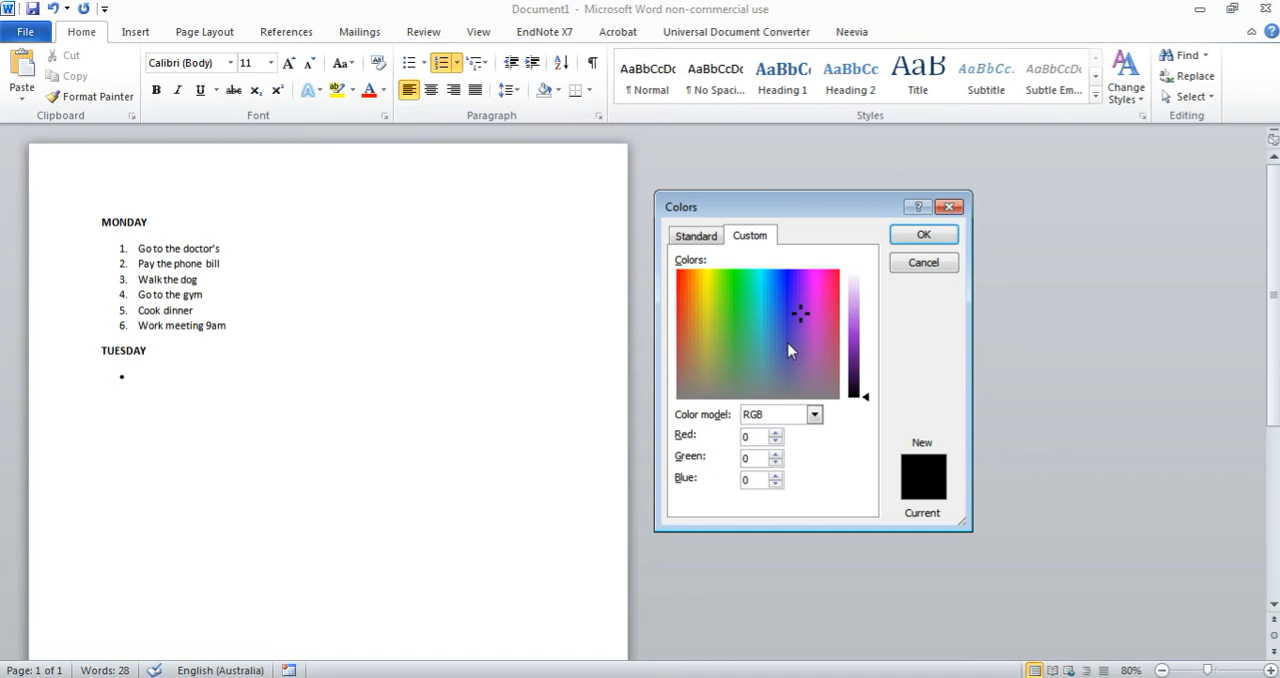 Document1 - Microsoft Word non-commercial use
File Home Insert Page Layout References Mailings Review View EndNote X7 Acrobat Universal Document Converter Neevia
Cut
Copy
Format Painter
Paste
Clipboard
Calibri (Body) 11
Font
Paragraph
AaBbCcDc AaBbCcDc AaBbC AaBbCc AaB AaBbCc. AaBbCcDc
¶ Normal ¶ No Spaci... Heading 1 Heading 2 Title Subtitle Subtle Em...
Change
Styles
Styles
Find
Replace
Select
Editing
MONDAY
1. Go to the doctor's
2. Pay the phone bill
3. Walk the dog
4. Go to the gym
5. Cook dinner
6. Work meeting 9am
TUESDAY
•
Colors
Standard Custom
OK
Cancel
Colors:
Color model: RGB
Red: 0
Green: 0
Blue: 0
New
Current
Page: 1 of 1 Words: 28 English (Australia) 80%